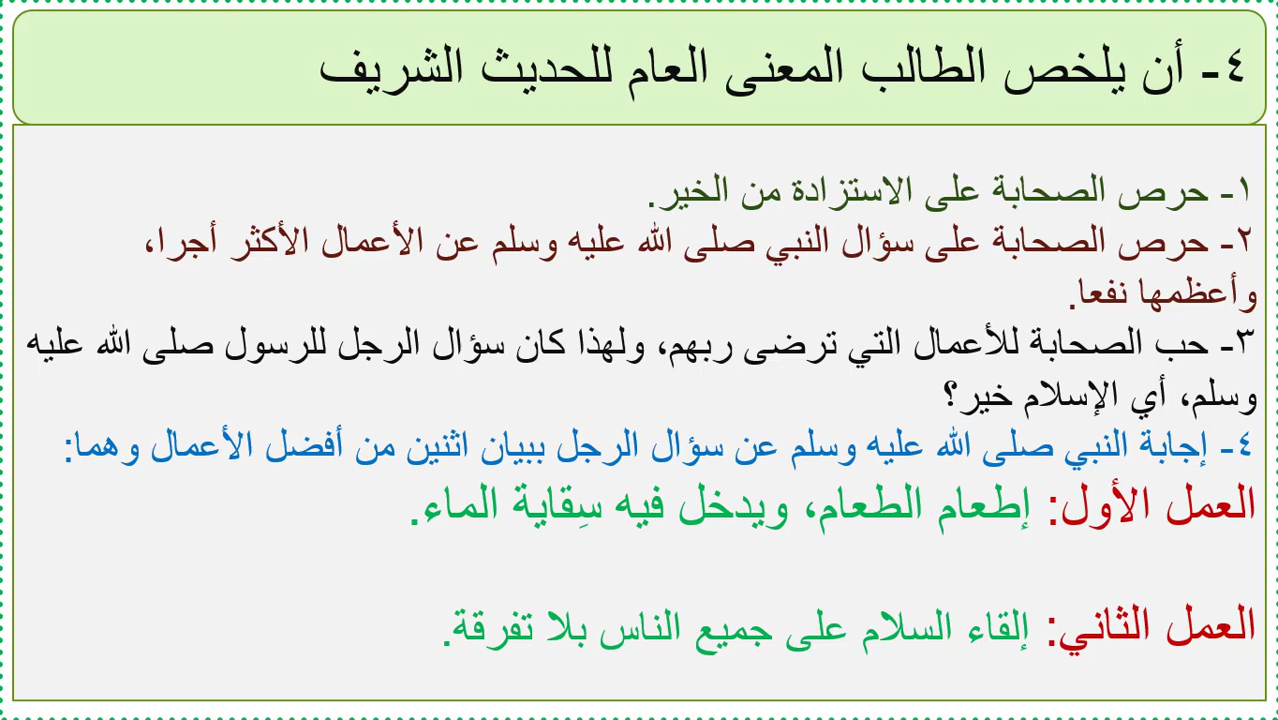 ٤- أن يلخص الطالب المعنى العام للحديث الشريف
١- حرص الصحابة على الاستزادة من الخير.
٢- حرص الصحابة على سؤال النبي صلى الله عليه وسلم عن الأعمال الأكثر أجرا،
وأعظمها نفعا.
٣- حب الصحابة للأعمال التي ترضى ربهم، ولهذا كان سؤال الرجل للرسول صلى الله عليه
وسلم، أي الإسلام خير؟
٤- إجابة النبي صلى الله عليه وسلم عن سؤال الرجل ببيان اثنين من أفضل الأعمال وهما:
العمل الأول: إطعام الطعام، ويدخل فيه سِقاية الماء.
العمل الثاني: إلقاء السلام على جميع الناس بلا تفرقة.